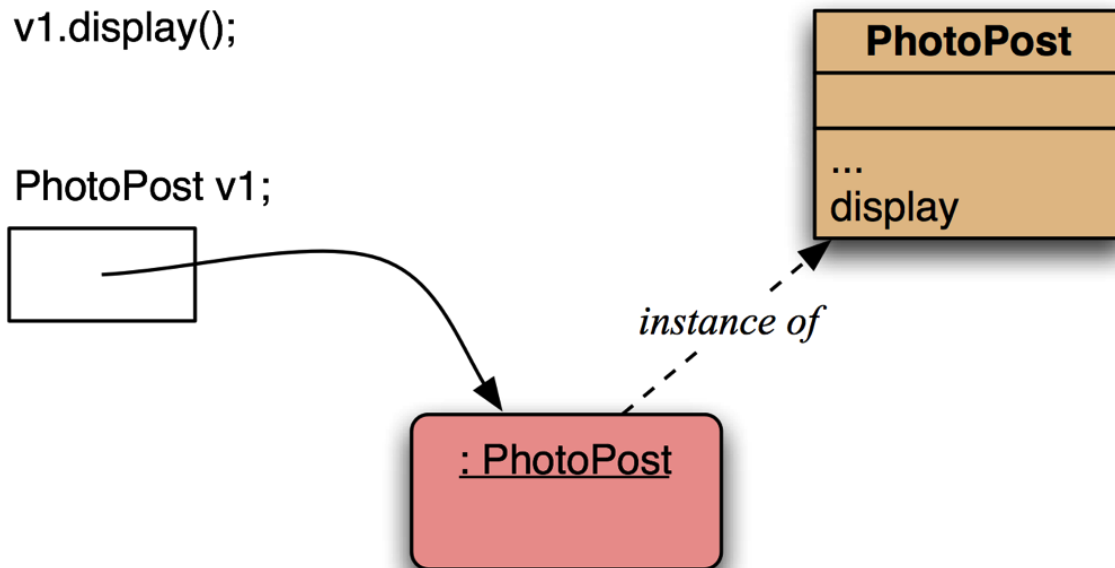 v1.display();
PhotoPost
PhotoPost v1;
...
display
instance of
: PhotoPost